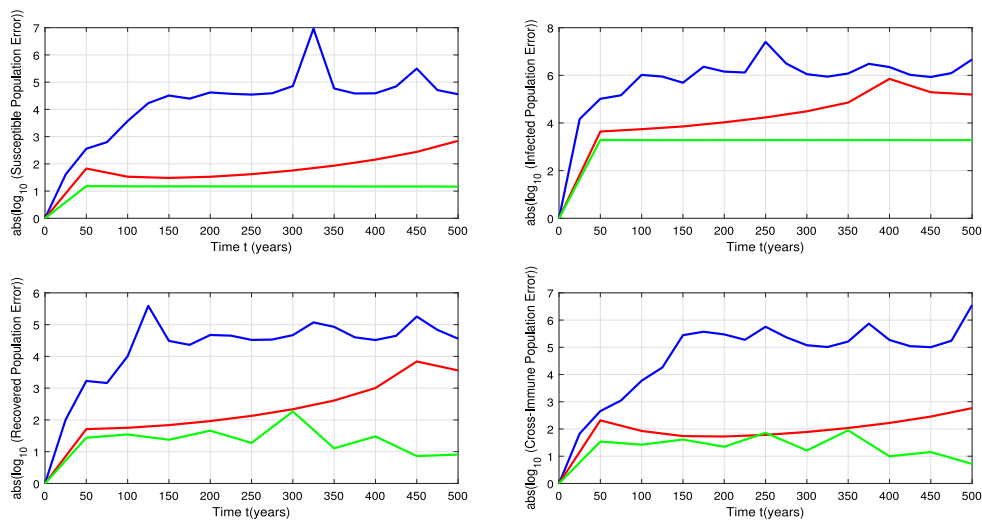 abs(log10 (Susceptible Population Error))
7
6
5
4
3
2
1
0
0 50 100 150 200 250 300 350 400 450 500
Time t (years)
abs(log10 (Infected Population Error))
8
6
4
2
0
0 50 100 150 200 250 300 350 400 450 500
Time t(years)
abs(log10 (Recovered Population Error))
6
5
4
3
2
1
0
0 50 100 150 200 250 300 350 400 450 500
Time t(years)
abs(log10 (Cross-Immune Population Error))
7
6
5
4
3
2
1
0
0 50 100 150 200 250 300 350 400 450 500
Time t(years)